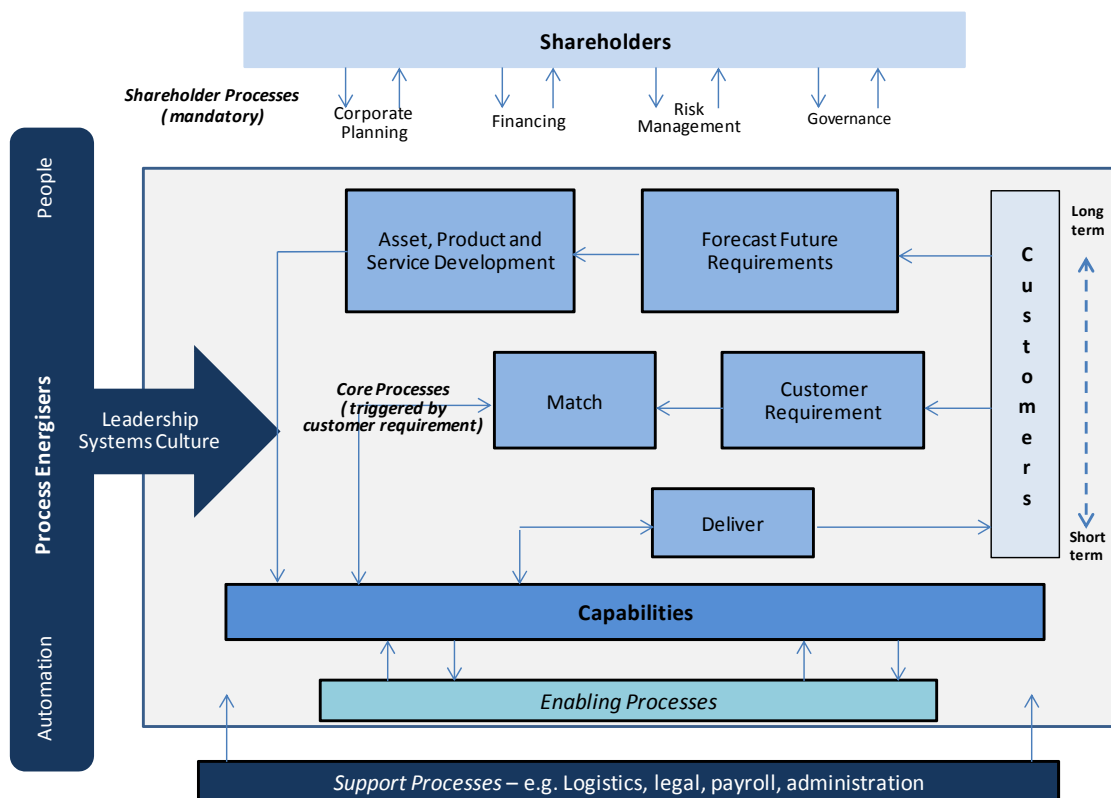 Shareholders
Shareholder Processes
( mandatory)
Corporate
Planning
Financing
Risk
Management
Governance
People
Process Energisers
Automation
Leadership
Systems Culture
Asset, Product and
Service Development
Forecast Future
Requirements
Customers
Long
term
Short
term
Core Processes
( triggered by
customer requirement)
Match
Customer
Requirement
Deliver
Capabilities
Enabling Processes
Support Processes – e.g. Logistics, legal, payroll, administration